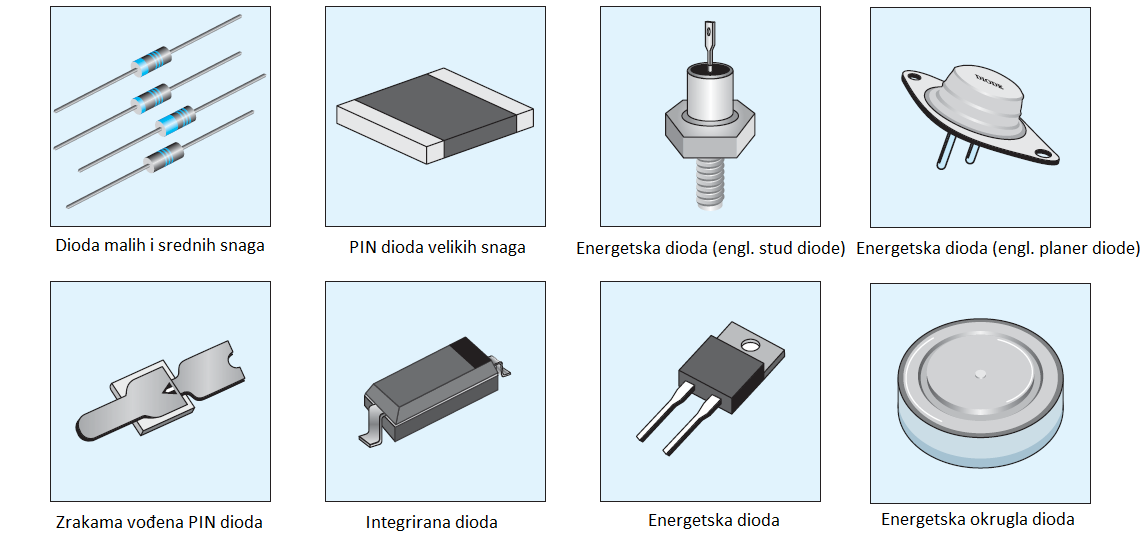 DIODE
Dioda malih i srednih snaga
PIN dioda velikih snaga
Energetska dioda (engl. stud diode)
Energetska dioda (engl. planer diode)
Zrakama vođena PIN dioda
Integrirana dioda
Energetska dioda
Energetska okrugla dioda